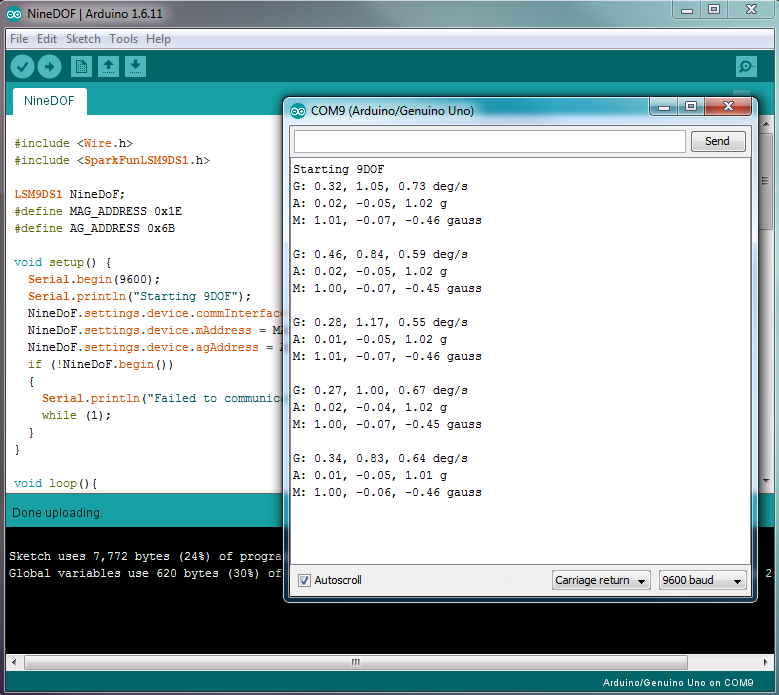 NineDOF | Arduino 1.6.11
File Edit Sketch Tools Help
NineDOF
#include <Wire.h>
#include <SparkFunLSM9DS1.h>
LSM9DS1 NineDoF;
#define MAG_ADDRESS 0x1E
#define AG_ADDRESS 0x6B
void setup() {
Serial.begin(9600);
Serial.println("Starting 9DOF");
NineDoF.settings.device.commInterfac
NineDoF.settings.device.mAddress = M
NineDoF.settings.device.agAddress =
if (!NineDoF.begin())
{
Serial.println("Failed to communic
while (1);
}
}
void loop(){
Done uploading.
Sketch uses 7,772 bytes (24%) of progra
Global variables use 620 bytes (30%) of
2,
Arduino/Genuino Uno on COM9
COM9 (Arduino/Genuino Uno)
Send
Starting 9DOF
G: 0.32, 1.05, 0.73 deg/s
A: 0.02, -0.05, 1.02 g
M: 1.01, -0.07, -0.46 gauss
G: 0.46, 0.84, 0.59 deg/s
A: 0.02, -0.05, 1.02 g
M: 1.00, -0.07, -0.45 gauss
G: 0.28, 1.17, 0.55 deg/s
A: 0.01, -0.05, 1.02 g
M: 1.01, -0.07, -0.46 gauss
G: 0.27, 1.00, 0.67 deg/s
A: 0.02, -0.04, 1.02 g
M: 1.00, -0.07, -0.45 gauss
G: 0.34, 0.83, 0.64 deg/s
A: 0.01, -0.05, 1.01 g
M: 1.00, -0.06, -0.46 gauss
Autoscroll
Carriage return
9600 baud